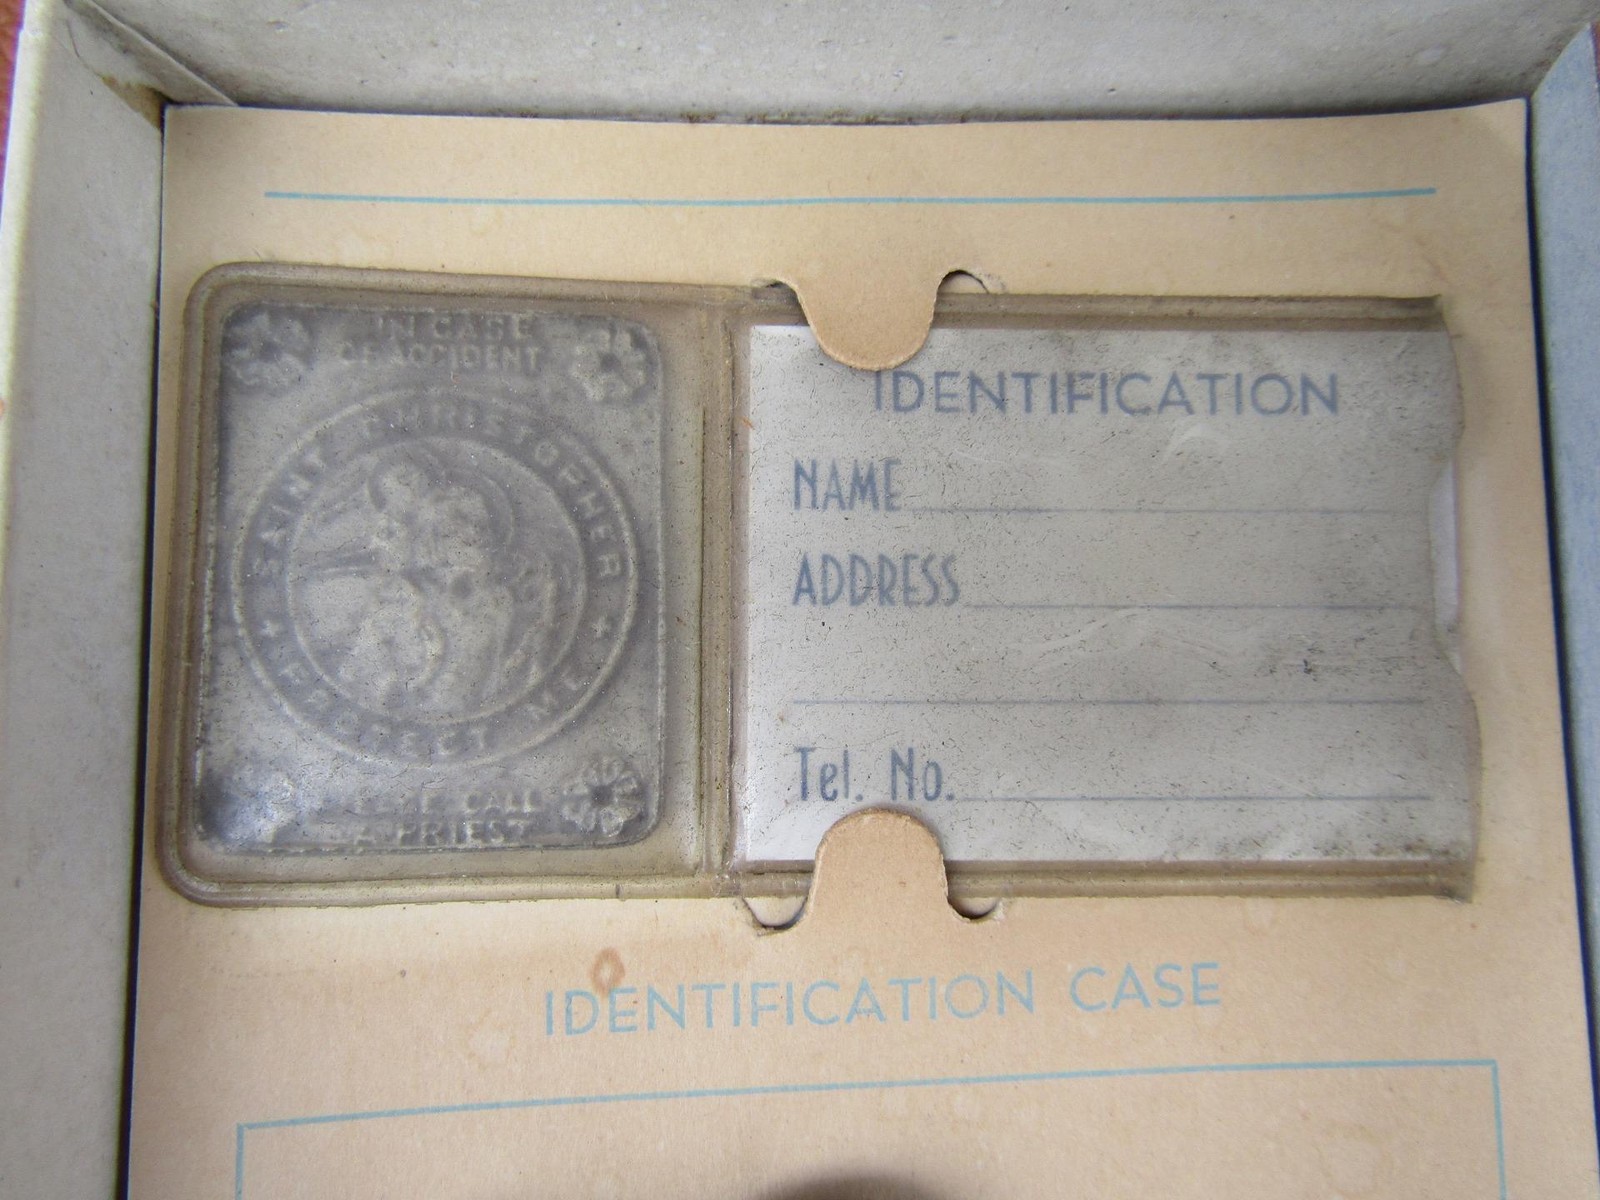 IN CASE
OF ACCIDENT
SAINT CHRISTOPHER
PROTECT ME
CALL
A PRIEST
IDENTIFICATION
NAME
ADDRESS
Tel. No.
IDENTIFICATION CASE